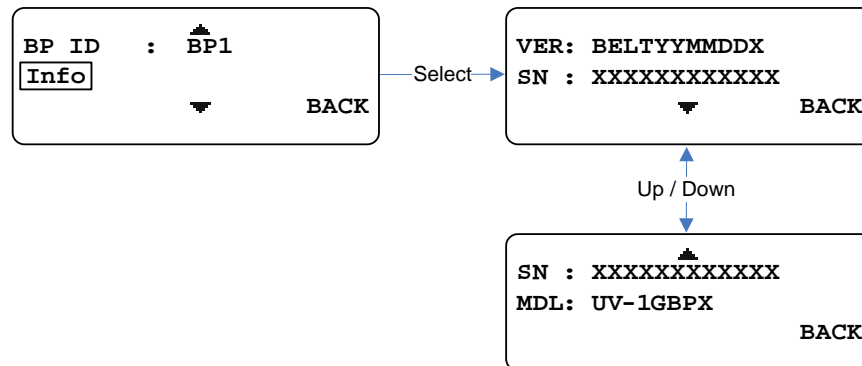 BP ID : BP1
Info
BACK
Select
VER: BELTYYMMDDX
SN : XXXXXXXXXXXX
BACK
Up / Down
SN : XXXXXXXXXXXX
MDL: UV-1GBPX
BACK